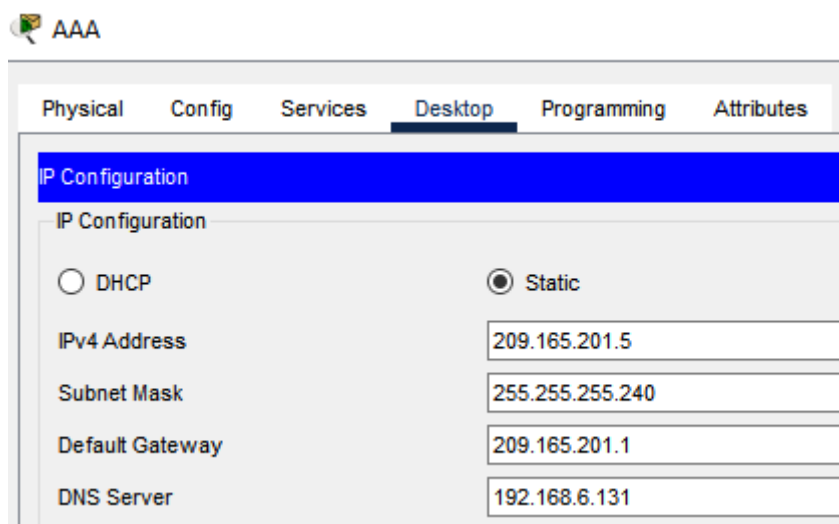 AAA
Physical Config Services Desktop Programming Attributes
IP Configuration
IP Configuration
DHCP Static
IPv4 Address 209.165.201.5
Subnet Mask 255.255.255.240
Default Gateway 209.165.201.1
DNS Server 192.168.6.131